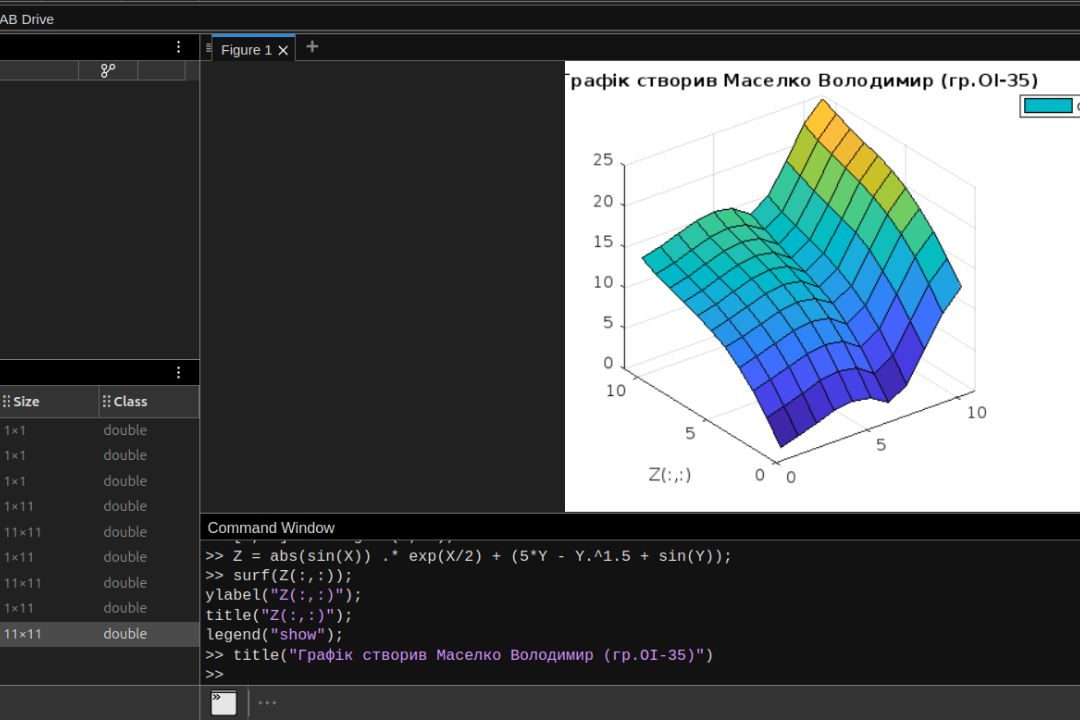 AB Drive
Figure 1
Графік створив Маселко Володимир (гр.ОІ-35)
25
20
15
10
5
0
10
5
0
0
5
10
Z(:,:)
Size Class
1×1 double
1×1 double
1×1 double
1×11 double
11×11 double
1×11 double
11×11 double
1×11 double
11×11 double
Command Window
>> Z = abs(sin(X)) .* exp(X/2) + (5*Y - Y.^1.5 + sin(Y));
>> surf(Z(:,:));
ylabel("Z(:,:)");
title("Z(:,:)");
legend("show");
>> title("Графік створив Маселко Володимир (гр.ОІ-35)")
>>